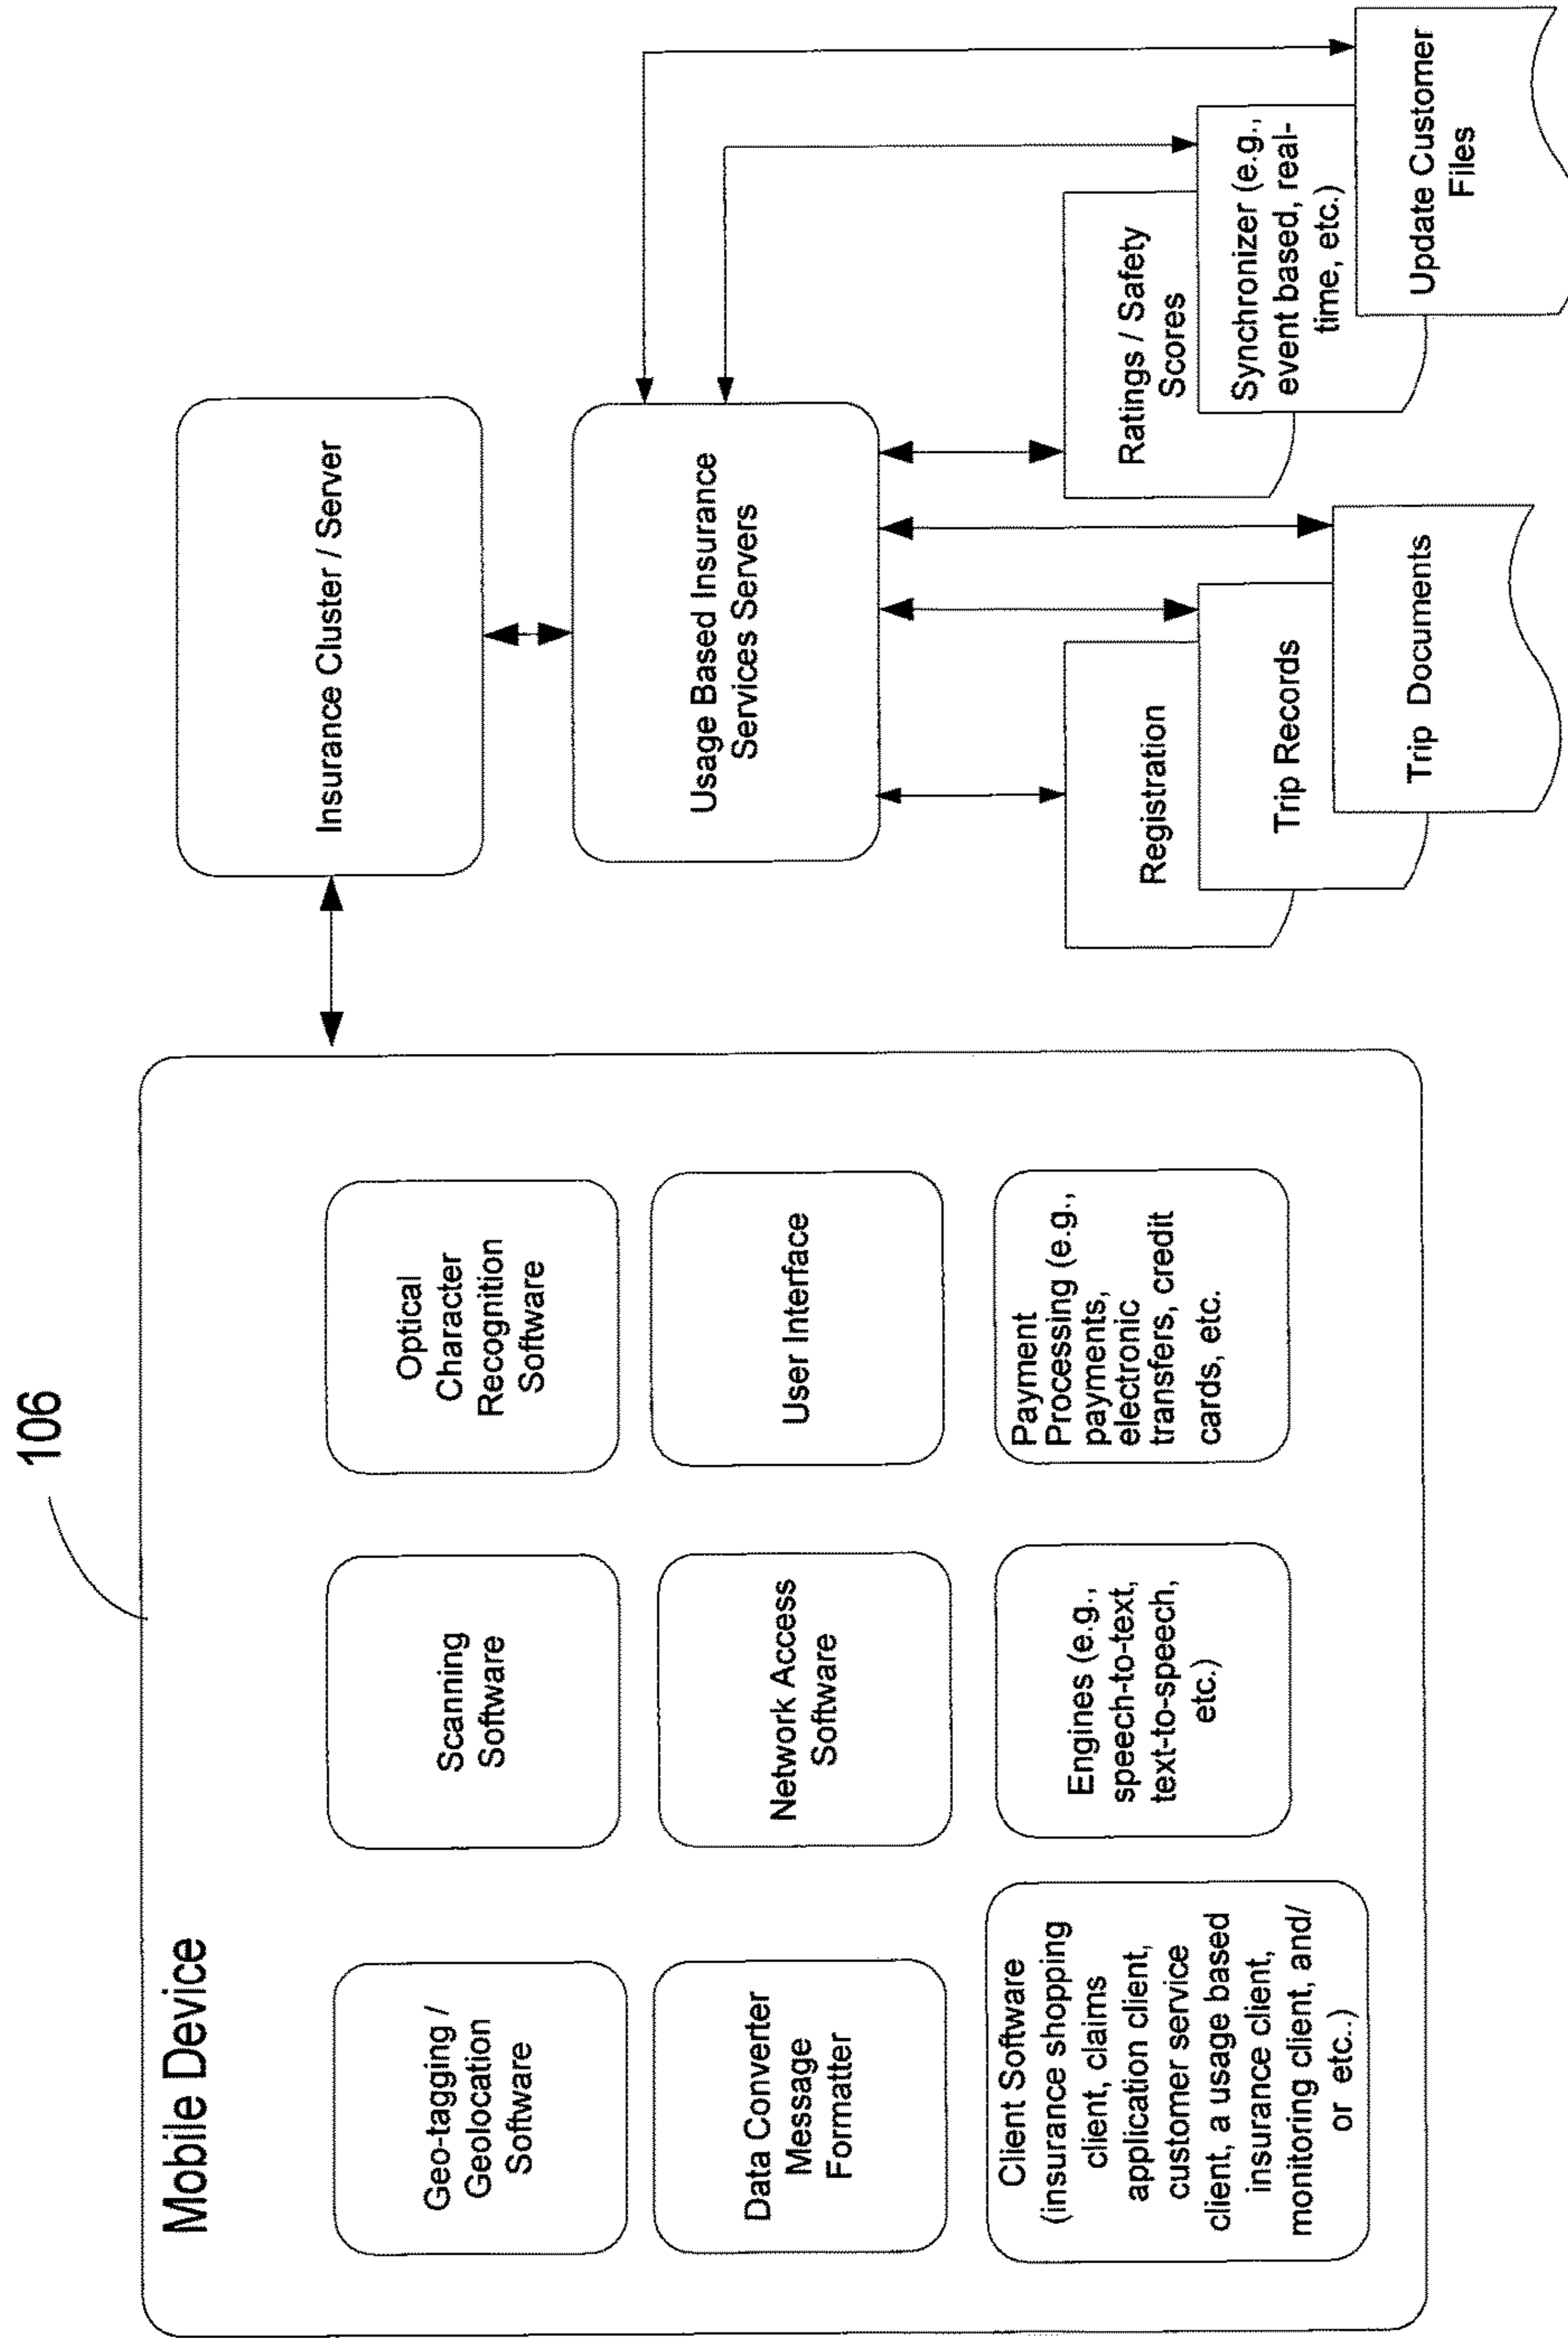 106
Mobile Device
Geo-tagging /
Geolocation
Software
Scanning
Software
Optical
Character
Recognition
Software
Data Converter
Message
Formatter
Network Access
Software
User Interface
Client Software
(insurance shopping
client, claims
application client,
customer service
client, a usage based
insurance client,
monitoring client, and/
or etc..)
Engines (e.g.,
speech-to-text,
text-to-speech,
etc.)
Payment
Processing (e.g.,
payments,
electronic
transfers, credit
cards, etc.
Insurance Cluster / Server
Usage Based Insurance
Services Servers
Registration
Trip Records
Trip Documents
Ratings / Safety
Scores
Synchronizer (e.g.,
event based, real-
time, etc.)
Update Customer
Files